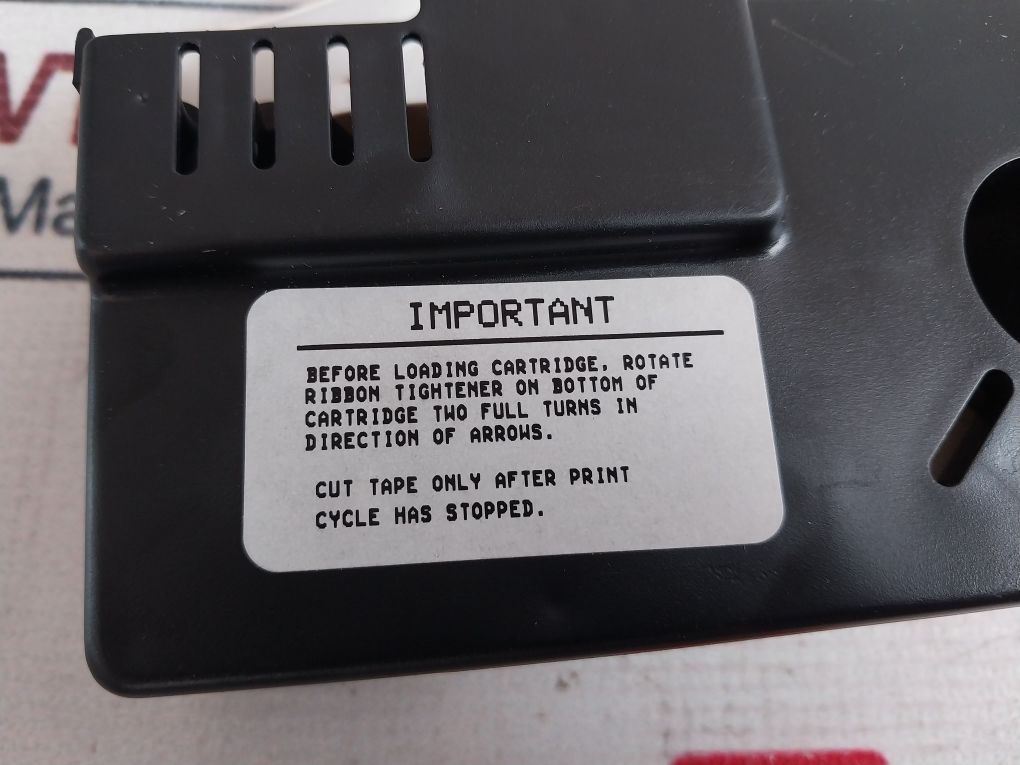 Ma
IMPORTANT
BEFORE LOADING CARTRIDGE, ROTATE
RIBBON TIGHTENER ON BOTTOM OF
CARTRIDGE TWO FULL TURNS IN
DIRECTION OF ARROWS.
CUT TAPE ONLY AFTER PRINT
CYCLE HAS STOPPED.